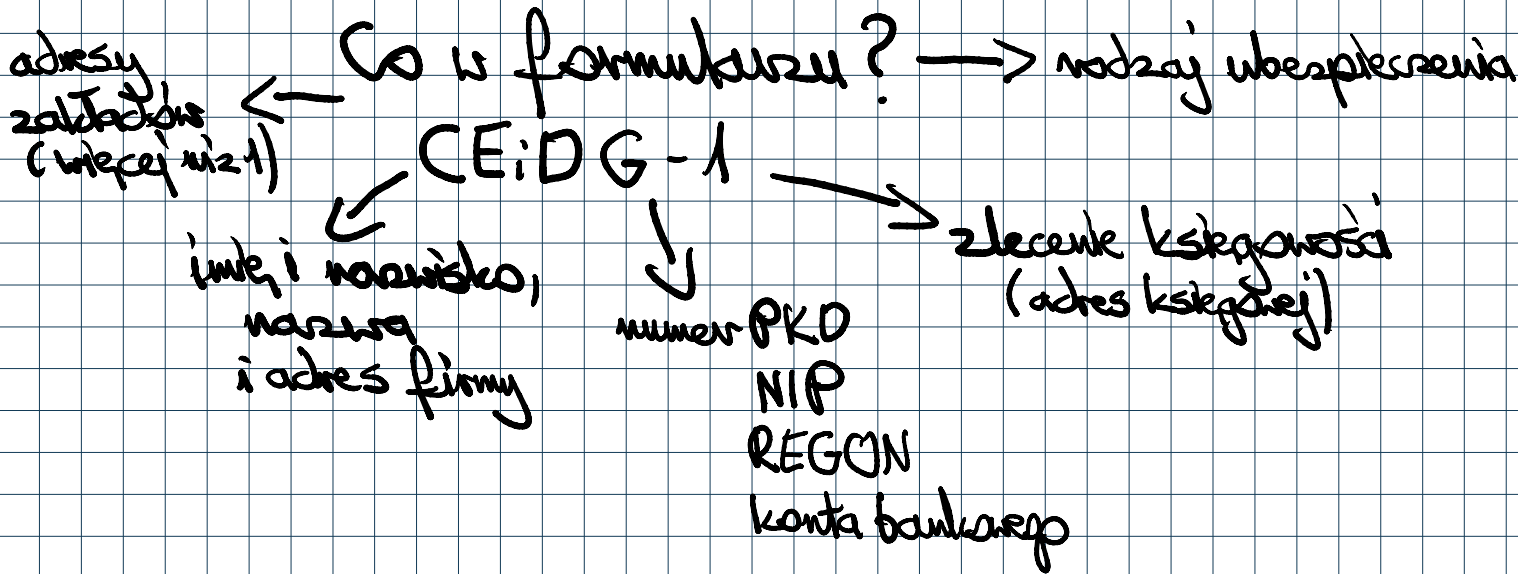 Co w formularzu?
CEiDG-1
adresy
zakładów
(więcej niż 1)
rodzaj ubezpieczenia
imię i nazwisko,
nazwa
i adres firmy
numer PKD
NIP
REGON
konta bankowego
zlecenie księgowości
(adres księgowej)